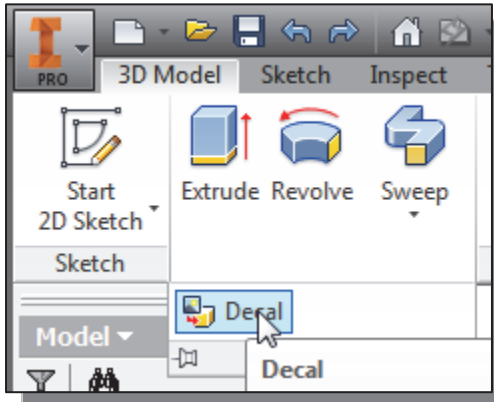 PRO
3D Model Sketch Inspect
Start
2D Sketch
Extrude Revolve Sweep
Sketch
Decal
Model
Decal